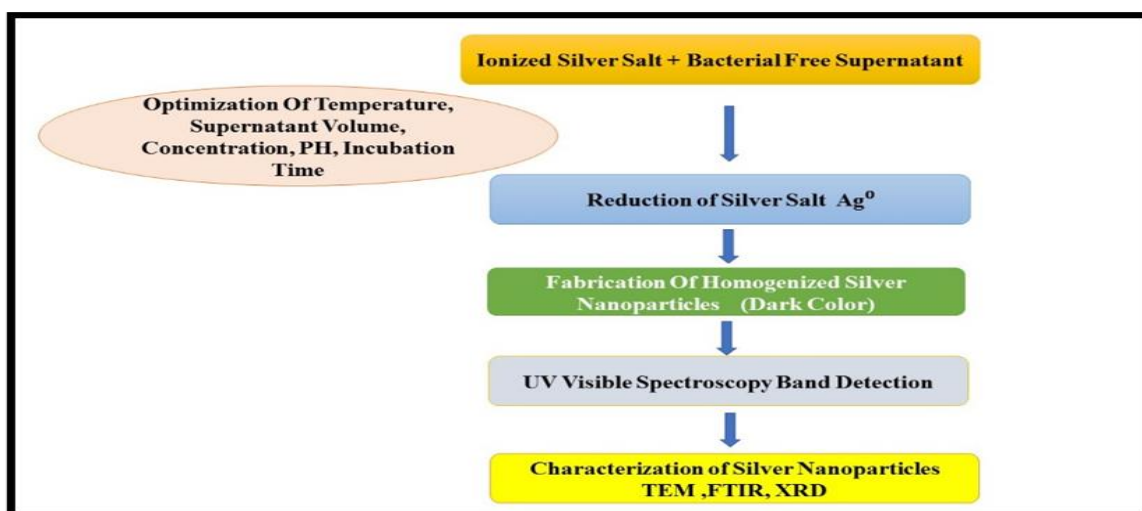 Ionized Silver Salt + Bacterial Free Supernatant
Optimization Of Temperature,
Supernatant Volume,
Concentration, PH, Incubation
Time
Reduction of Silver Salt Ag⁰
Fabrication Of Homogenized Silver
Nanoparticles (Dark Color)
UV Visible Spectroscopy Band Detection
Characterization of Silver Nanoparticles
TEM ,FTIR, XRD